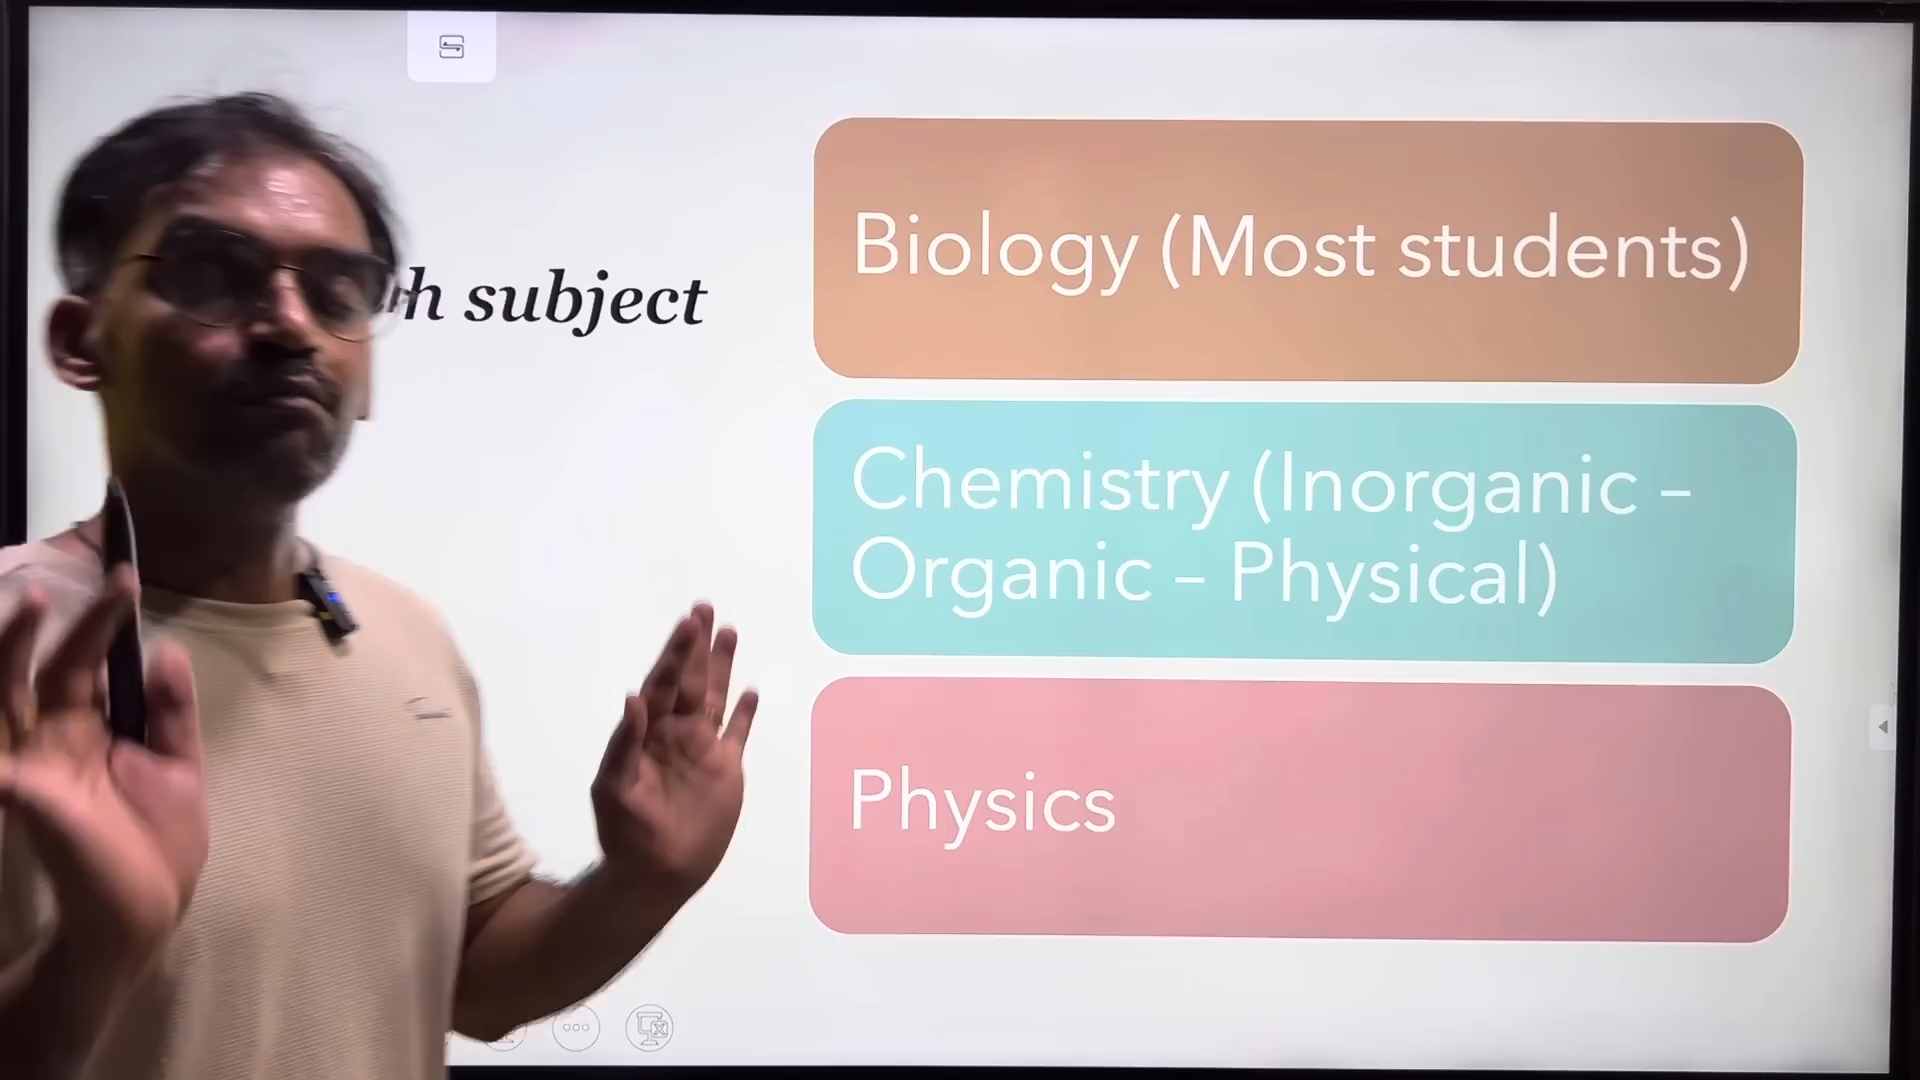 subject
Biology (Most students)
Chemistry (Inorganic –
Organic – Physical)
Physics